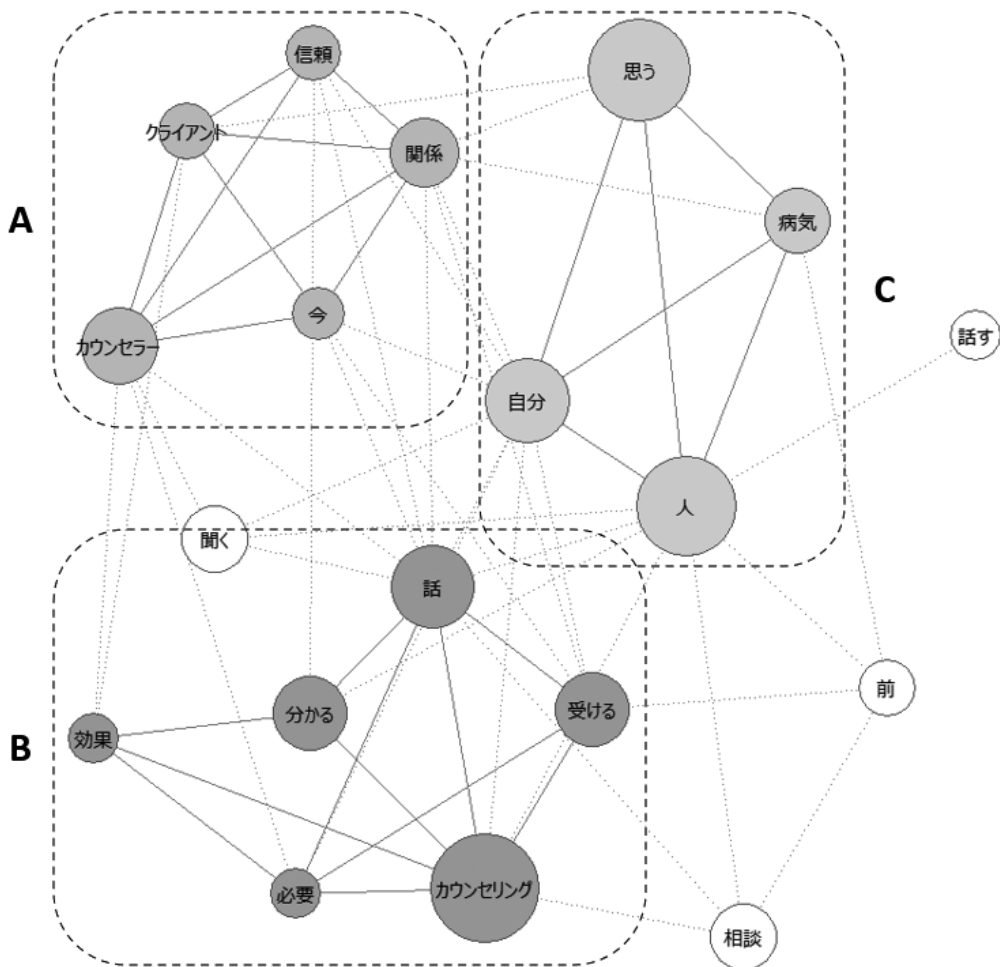 信頼
クライアント
関係
A
今
カウンセラー
思う
病気
C
話す
自分
人
聞く
話
分かる
受ける
前
効果
B
必要
カウンセリング
相談